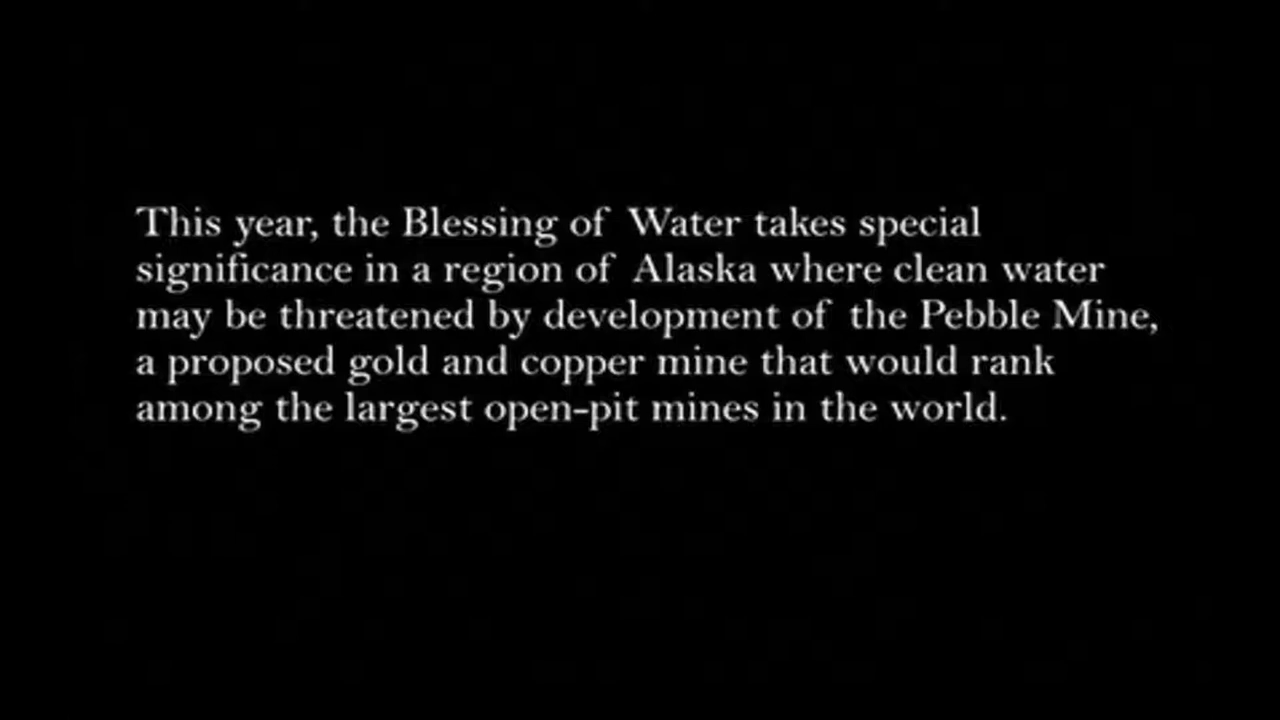 This year, the Blessing of Water takes special
significance in a region of Alaska where clean water
may be threatened by development of the Pebble Mine,
a proposed gold and copper mine that would rank
among the largest open-pit mines in the world.